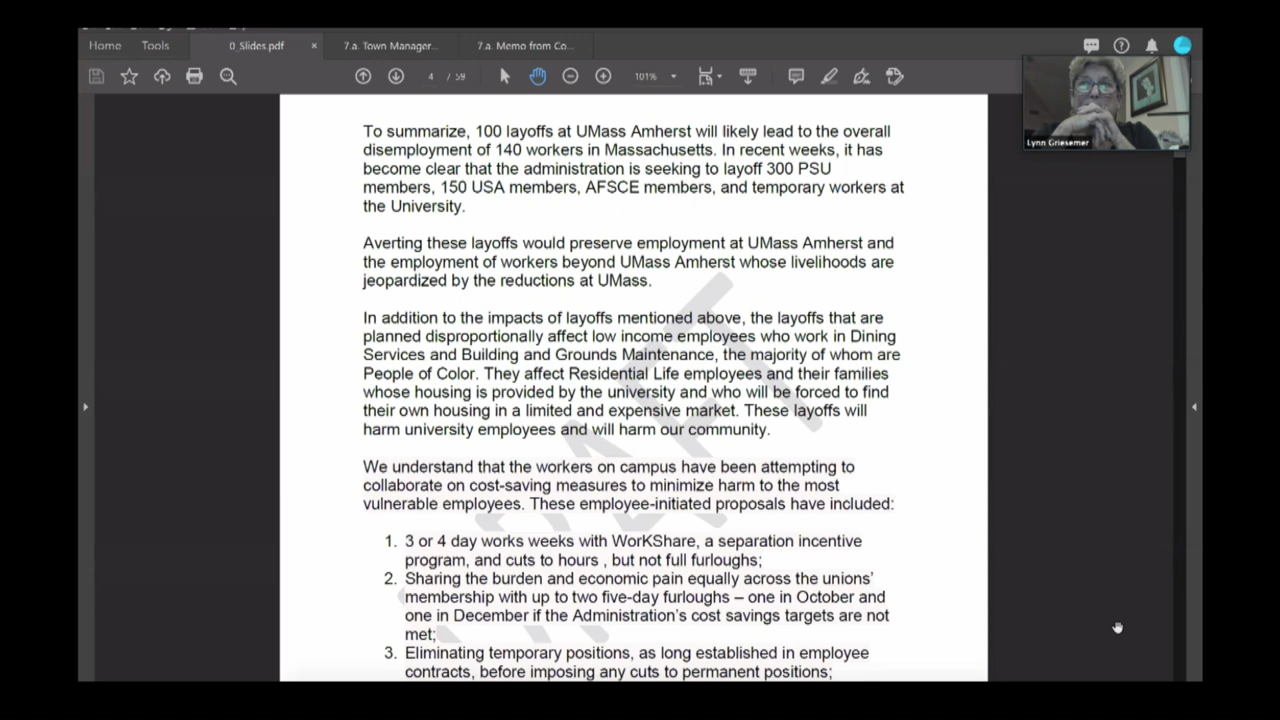 Home Tools 0_Slides.pdf × 7.a. Town Manager... 7.a. Memo from Co...
4 / 59 101%
Lynn Griesemer
To summarize, 100 layoffs at UMass Amherst will likely lead to the overall
disemployment of 140 workers in Massachusetts. In recent weeks, it has
become clear that the administration is seeking to layoff 300 PSU
members, 150 USA members, AFSCE members, and temporary workers at
the University.
Averting these layoffs would preserve employment at UMass Amherst and
the employment of workers beyond UMass Amherst whose livelihoods are
jeopardized by the reductions at UMass.
In addition to the impacts of layoffs mentioned above, the layoffs that are
planned disproportionally affect low income employees who work in Dining
Services and Building and Grounds Maintenance, the majority of whom are
People of Color. They affect Residential Life employees and their families
whose housing is provided by the university and who will be forced to find
their own housing in a limited and expensive market. These layoffs will
harm university employees and will harm our community.
We understand that the workers on campus have been attempting to
collaborate on cost-saving measures to minimize harm to the most
vulnerable employees. These employee-initiated proposals have included:
1. 3 or 4 day works weeks with WorKShare, a separation incentive
program, and cuts to hours , but not full furloughs;
2. Sharing the burden and economic pain equally across the unions’
membership with up to two five-day furloughs – one in October and
one in December if the Administration’s cost savings targets are not
met;
3. Eliminating temporary positions, as long established in employee
contracts, before imposing any cuts to permanent positions;
DRAFT